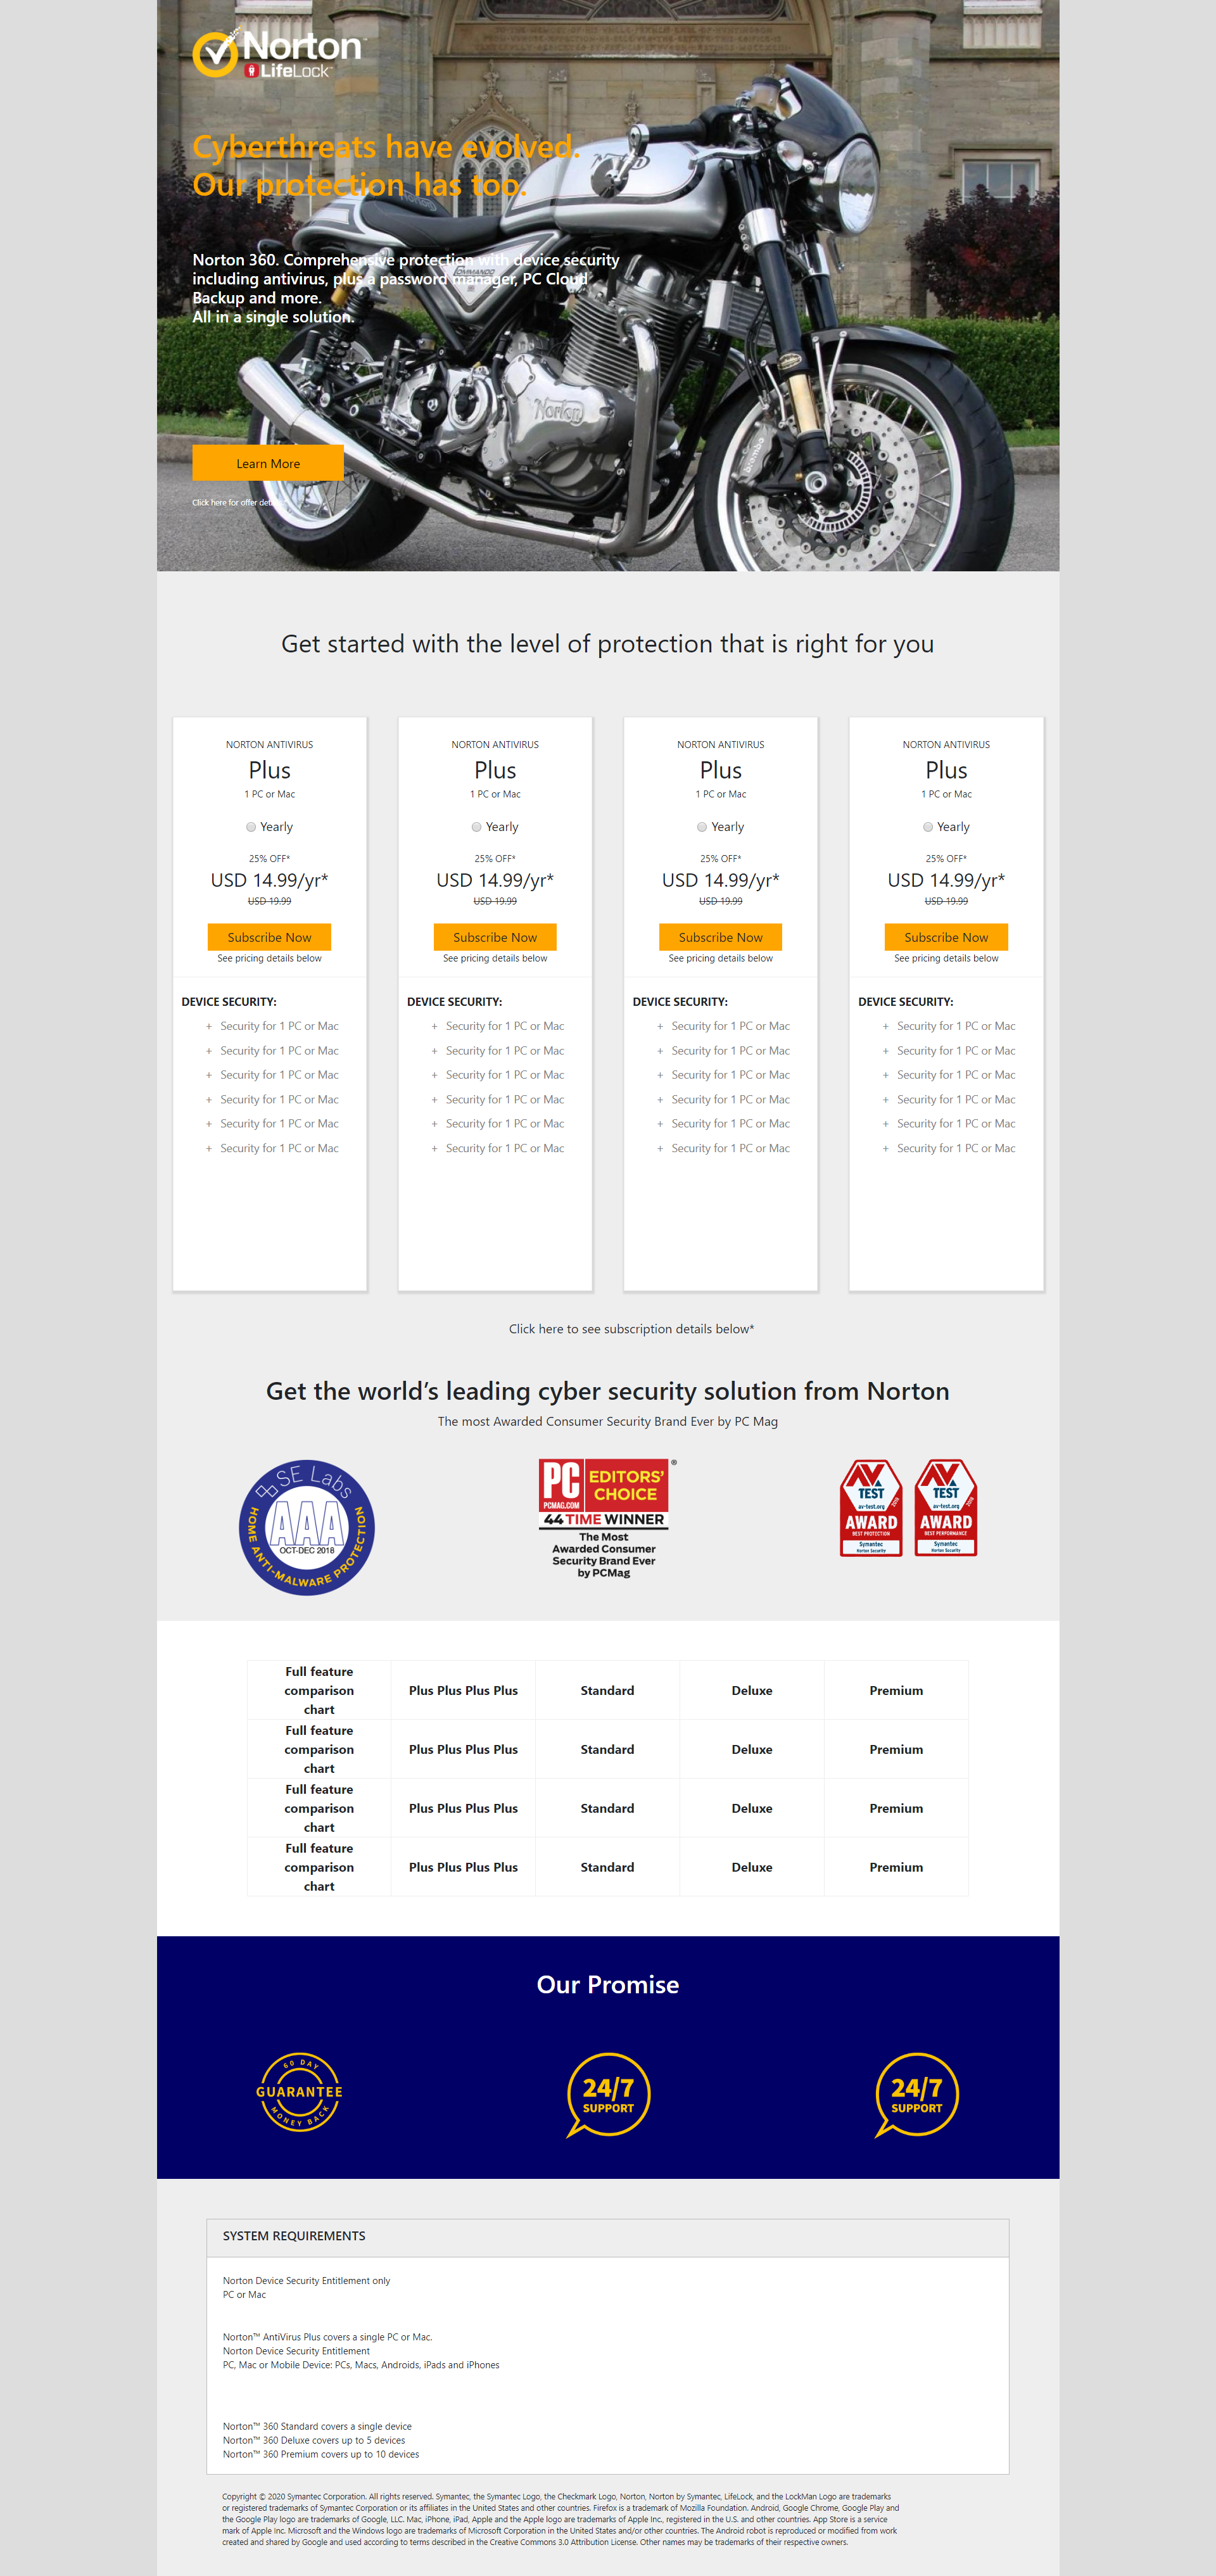 Norton
LifeLock
Cyberthreats have evolved.
Our protection has too.
Norton 360. Comprehensive protection with device security
including antivirus, plus a password manager, PC Cloud
Backup and more.
All in a single solution.
Norton
brembo
Learn More
Click here for offer
Get started with the level of protection that is right for you
NORTON ANTIVIRUS NORTON ANTIVIRUS NORTON ANTIVIRUS NORTON ANTIVIRUS
Plus Plus Plus Plus
1 PC or Mac 1 PC or Mac 1 PC or Mac 1 PC or Mac
Yearly Yearly Yearly Yearly
25% OFF* 25% OFF* 25% OFF* 25% OFF*
USD 14.99/yr* USD 14.99/yr* USD 14.99/yr* USD 14.99/yr*
USD 19.99 USD 19.99 USD 19.99 USD 19.99
Subscribe Now Subscribe Now Subscribe Now Subscribe Now
See pricing details below See pricing details below See pricing details below See pricing details below
DEVICE SECURITY: DEVICE SECURITY: DEVICE SECURITY: DEVICE SECURITY:
+ Security for 1 PC or Mac + Security for 1 PC or Mac + Security for 1 PC or Mac + Security for 1 PC or Mac
+ Security for 1 PC or Mac + Security for 1 PC or Mac + Security for 1 PC or Mac + Security for 1 PC or Mac
+ Security for 1 PC or Mac + Security for 1 PC or Mac + Security for 1 PC or Mac + Security for 1 PC or Mac
+ Security for 1 PC or Mac + Security for 1 PC or Mac + Security for 1 PC or Mac + Security for 1 PC or Mac
+ Security for 1 PC or Mac + Security for 1 PC or Mac + Security for 1 PC or Mac + Security for 1 PC or Mac
+ Security for 1 PC or Mac + Security for 1 PC or Mac + Security for 1 PC or Mac + Security for 1 PC or Mac
Click here to see subscription details below*
Get the world's leading cyber security solution from Norton
The most Awarded Consumer Security Brand Ever by PC Mag
SE Labs
AAA
OCT-DEC 2018
HOME ANTI-MALWARE PROTECTION
PC
PCMAG.COM
EDITORS'
CHOICE
®
44 TIME WINNER
The Most
Awarded Consumer
Security Brand Ever
by PCMag
AV TEST
av-test.org
AWARD
BEST PROTECTION
Symantec
Norton Security
AV TEST
av-test.org
AWARD
BEST PERFORMANCE
Symantec
Norton Security
Full feature
comparison
chart
Plus Plus Plus Plus Standard Deluxe Premium
Full feature
comparison
chart
Plus Plus Plus Plus Standard Deluxe Premium
Full feature
comparison
chart
Plus Plus Plus Plus Standard Deluxe Premium
Full feature
comparison
chart
Plus Plus Plus Plus Standard Deluxe Premium
Our Promise
60 DAY
GUARANTEE
MONEY BACK
24/7
SUPPORT
24/7
SUPPORT
SYSTEM REQUIREMENTS
Norton Device Security Entitlement only
PC or Mac
Norton™ AntiVirus Plus covers a single PC or Mac.
Norton Device Security Entitlement
PC, Mac or Mobile Device: PCs, Macs, Androids, iPads and iPhones
Norton™ 360 Standard covers a single device
Norton™ 360 Deluxe covers up to 5 devices
Norton™ 360 Premium covers up to 10 devices
Copyright © 2020 Symantec Corporation. All rights reserved. Symantec, the Symantec Logo, the Checkmark Logo, Norton, Norton by Symantec, LifeLock, and the LockMan Logo are trademarks
or registered trademarks of Symantec Corporation or its affiliates in the United States and other countries. Firefox is a trademark of Mozilla Foundation. Android, Google Chrome, Google Play and
the Google Play logo are trademarks of Google, LLC. Mac, iPhone, iPad, Apple and the Apple logo are trademarks of Apple Inc., registered in the U.S. and other countries. App Store is a service
mark of Apple Inc. Microsoft and the Windows logo are trademarks of Microsoft Corporation in the United States and/or other countries. The Android robot is reproduced or modified from work
created and shared by Google and used according to terms described in the Creative Commons 3.0 Attribution License. Other names may be trademarks of their respective owners.